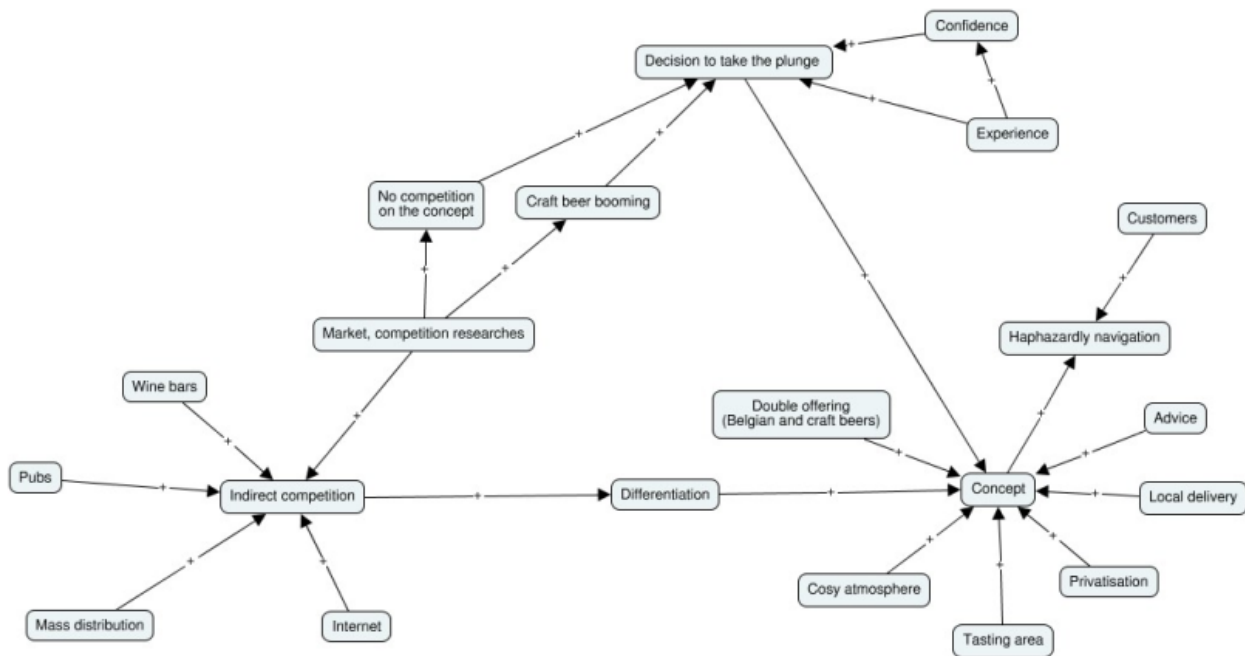 Confidence
+
Decision to take the plunge
+
Experience
+
+
+
No competition
on the concept
Craft beer booming
Customers
+
+
+
+
Market, competition researches
Haphazardly navigation
Wine bars
+
+
Double offering
(Belgian and craft beers)
+
Advice
+
+
+
Pubs
+
Indirect competition
+
Differentiation
+
Concept
+
Local delivery
+
+
+
+
+
Cosy atmosphere
Privatisation
Mass distribution
Internet
Tasting area